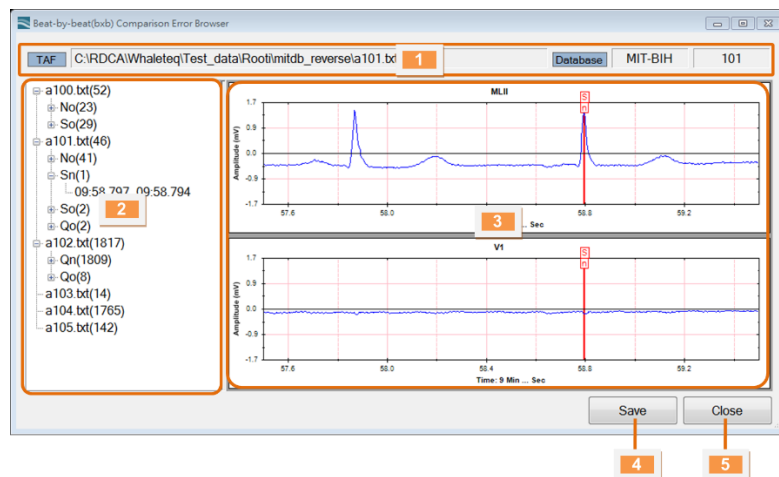 Beat-by-beat(bxb) Comparison Error Browser
TAF C:\RDCA\Whaleteq\Test_data\Rooti\mitdb_reverse\a101.txt 1 Database MIT-BIH 101
a100.txt(52)
No(23)
So(29)
a101.txt(46)
No(41)
Sn(1)
09:58.797, 09:58.794
So(2)
2
Qo(2)
a102.txt(1817)
Qn(1809)
Qo(8)
a103.txt(14)
a104.txt(1765)
a105.txt(142)
MLII
S
n
Amplitude (mV)
1.7
0.9
0.0
-0.9
-1.7
57.6 58.0 58.8 59.2
3
... Sec
V1
S
n
Amplitude (mV)
1.7
0.9
0.0
-0.9
-1.7
57.6 58.0 58.4 58.8 59.2
Time: 9 Min ... Sec
Save Close
4 5